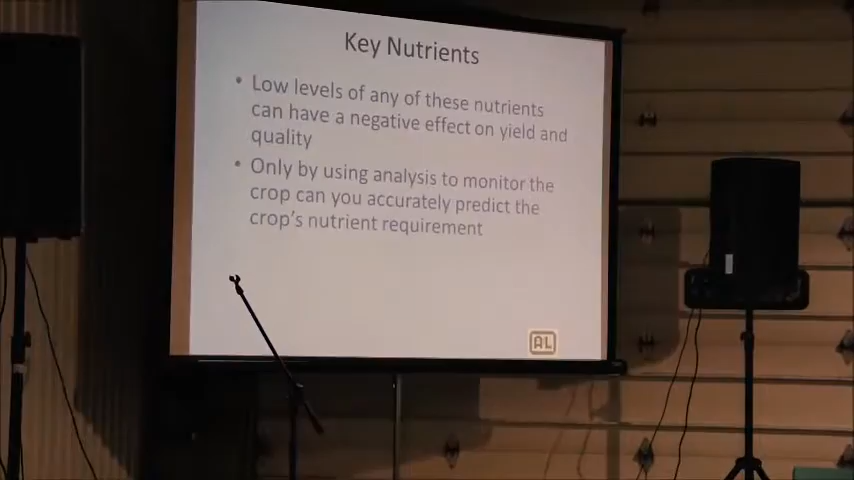 Key Nutrients
• Low levels of any of these nutrients
can have a negative effect on yield and
quality
• Only by using analysis to monitor the
crop can you accurately predict the
crop's nutrient requirement
AL